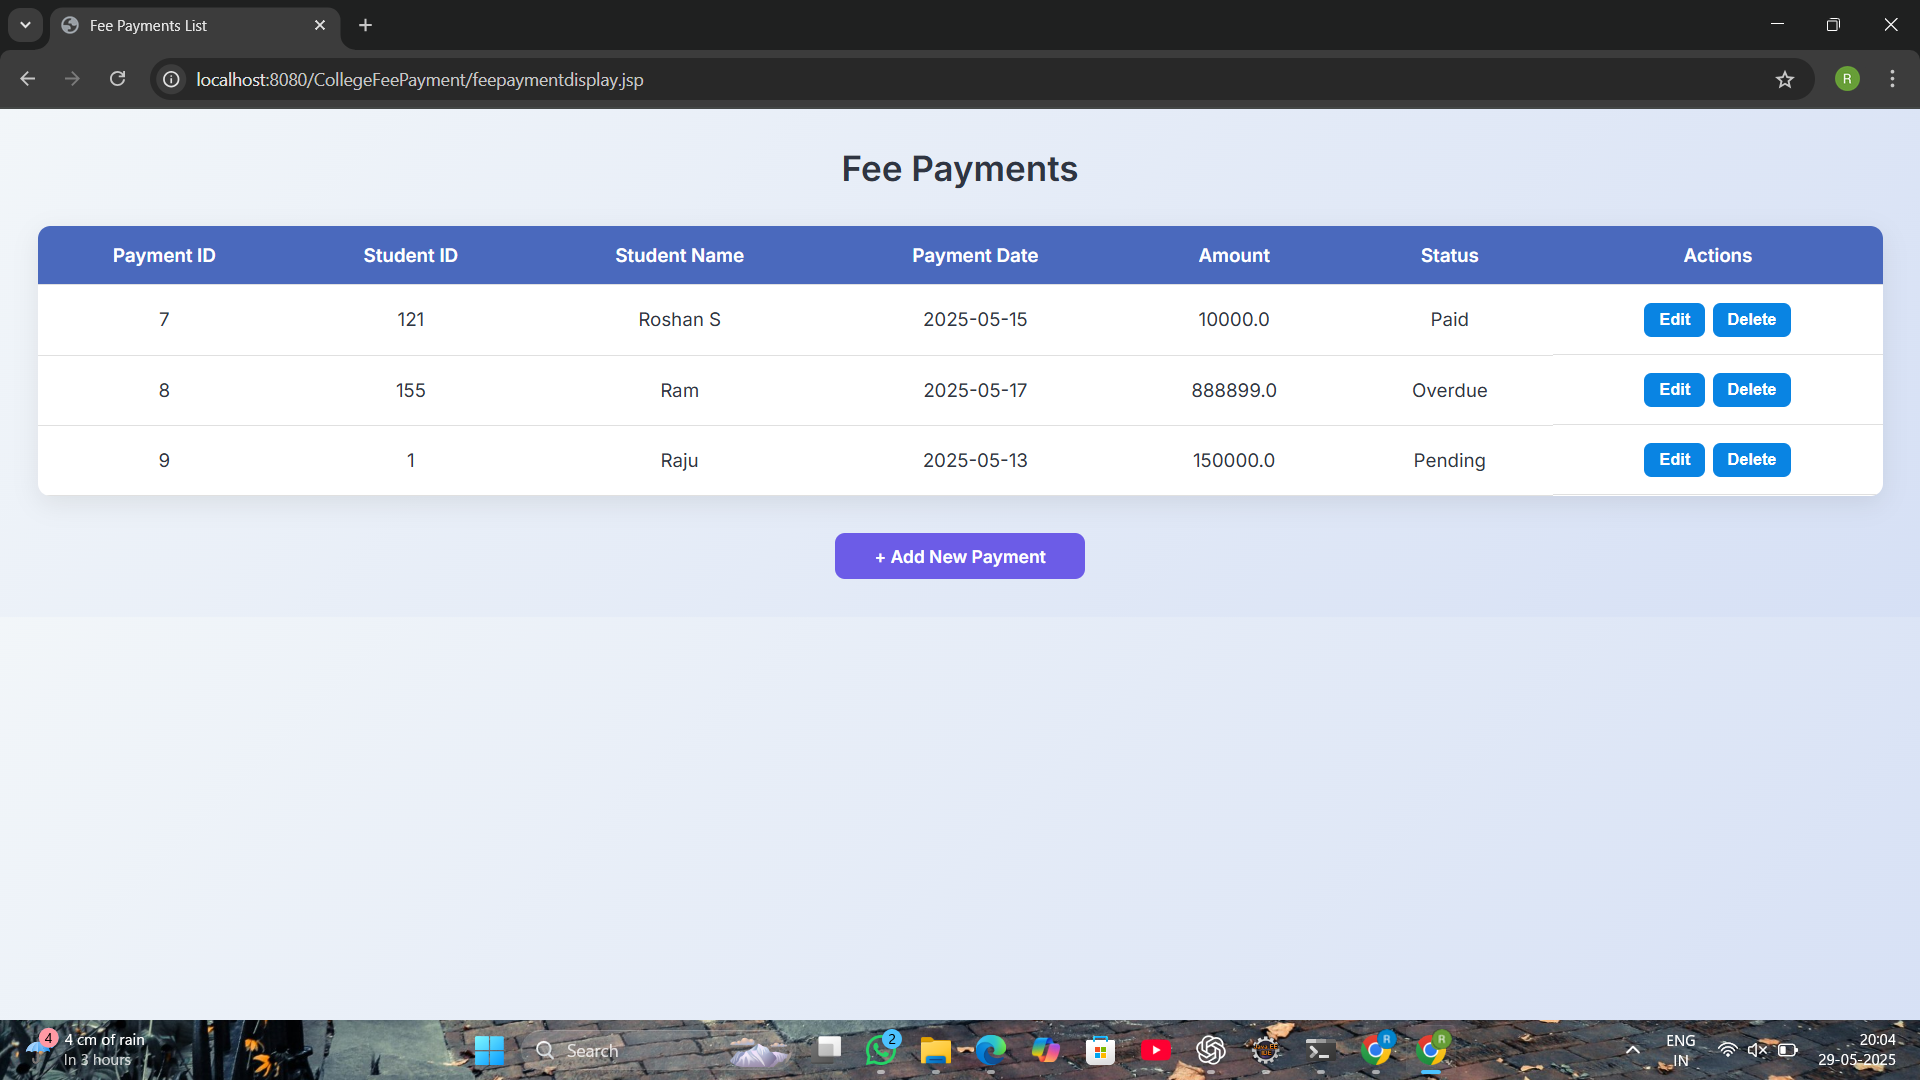 Fee Payments List
localhost:8080/CollegeFeePayment/feepaymentdisplay.jsp
R
Fee Payments
Payment ID Student ID Student Name Payment Date Amount Status Actions
7 121 Roshan S 2025-05-15 10000.0 Paid Edit Delete
8 155 Ram 2025-05-17 888899.0 Overdue Edit Delete
9 1 Raju 2025-05-13 150000.0 Pending Edit Delete
+ Add New Payment
4
4 cm of rain
In 3 hours
Search
2
R
R
ENG
IN
20:04
29-05-2025